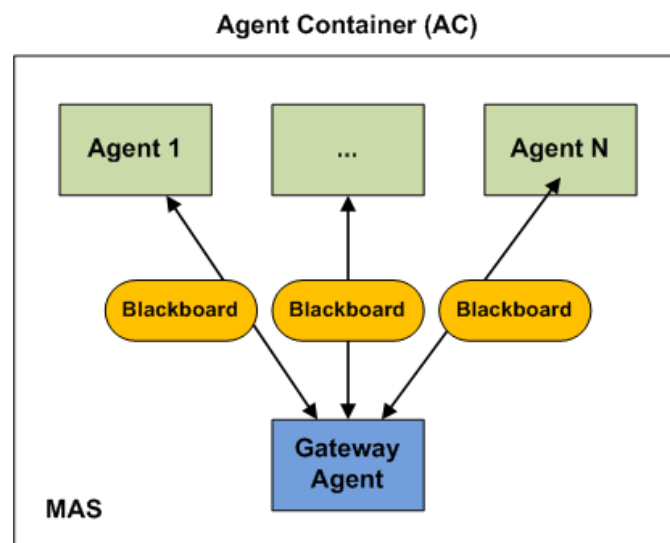 Agent Container (AC)
Agent 1
...
Agent N
Blackboard
Blackboard
Blackboard
Gateway
Agent
MAS